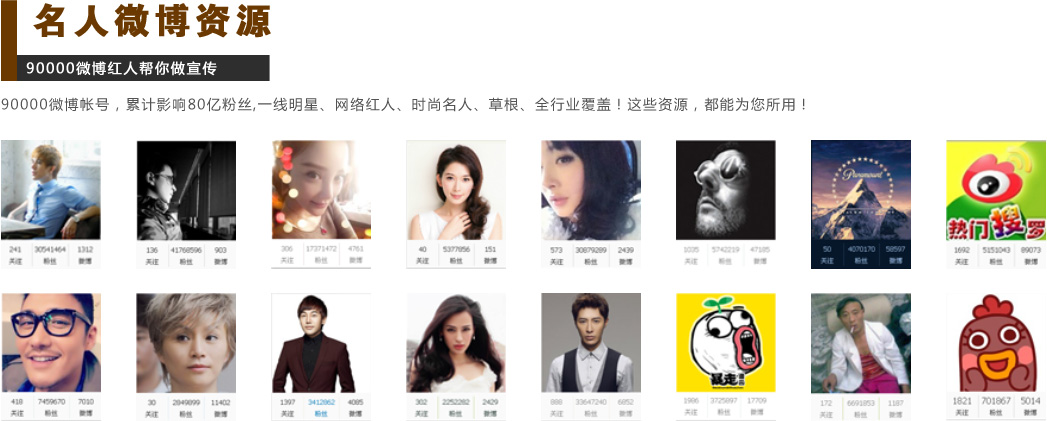 名人微博资源
90000微博红人帮你做宣传
90000微博帐号，累计影响80亿粉丝,一线明星、网络红人、时尚名人、草根、全行业覆盖！这些资源，都能为您所用！
Paramount
热门搜罗
241 30541464 1312
关注 粉丝 微博
136 41768596 903
关注 粉丝 微博
306 17371472 4761
关注 粉丝 微博
40 5377856 151
关注 粉丝 微博
573 30879289 2439
关注 粉丝 微博
1035 5742219 47185
关注 粉丝 微博
50 4070170 58597
关注 粉丝 微博
1692 5151043 89073
关注 粉丝 微博
暴走漫画
418 7459670 7010
关注 粉丝 微博
30 2849899 11402
关注 粉丝 微博
1397 3412862 4085
关注 粉丝 微博
302 2252282 2429
关注 粉丝 微博
888 33647240 6852
关注 粉丝 微博
1986 3725897 17709
关注 粉丝 微博
172 6691853 1187
关注 粉丝 微博
1821 701867 5014
关注 粉丝 微博